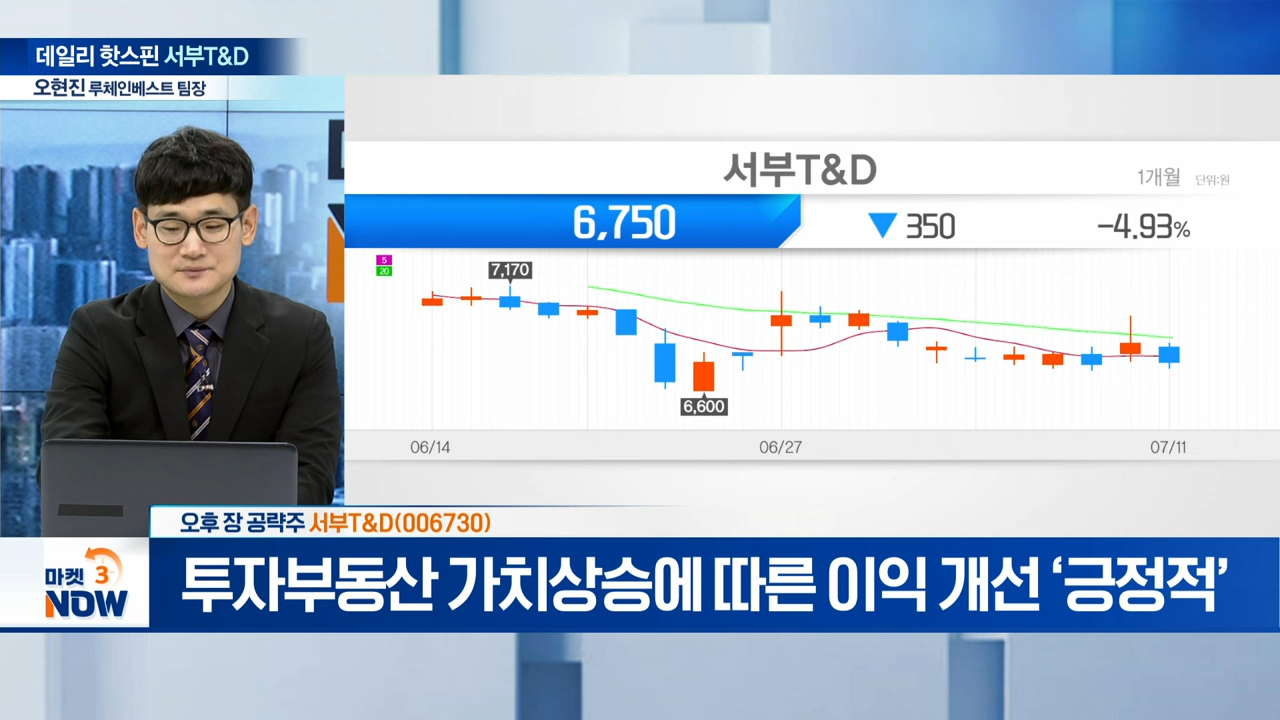 데일리 핫스핀 서부T&D
오현진 루체인베스트 팀장
서부T&D
1개월 단위:원
6,750 ▼ 350 -4.93%
5
20
7,170
6,600
06/14 06/27 07/11
오후 장 공략주 서부T&D(006730)
마켓 3 NOW
투자부동산 가치상승에 따른 이익 개선 ‘긍정적’